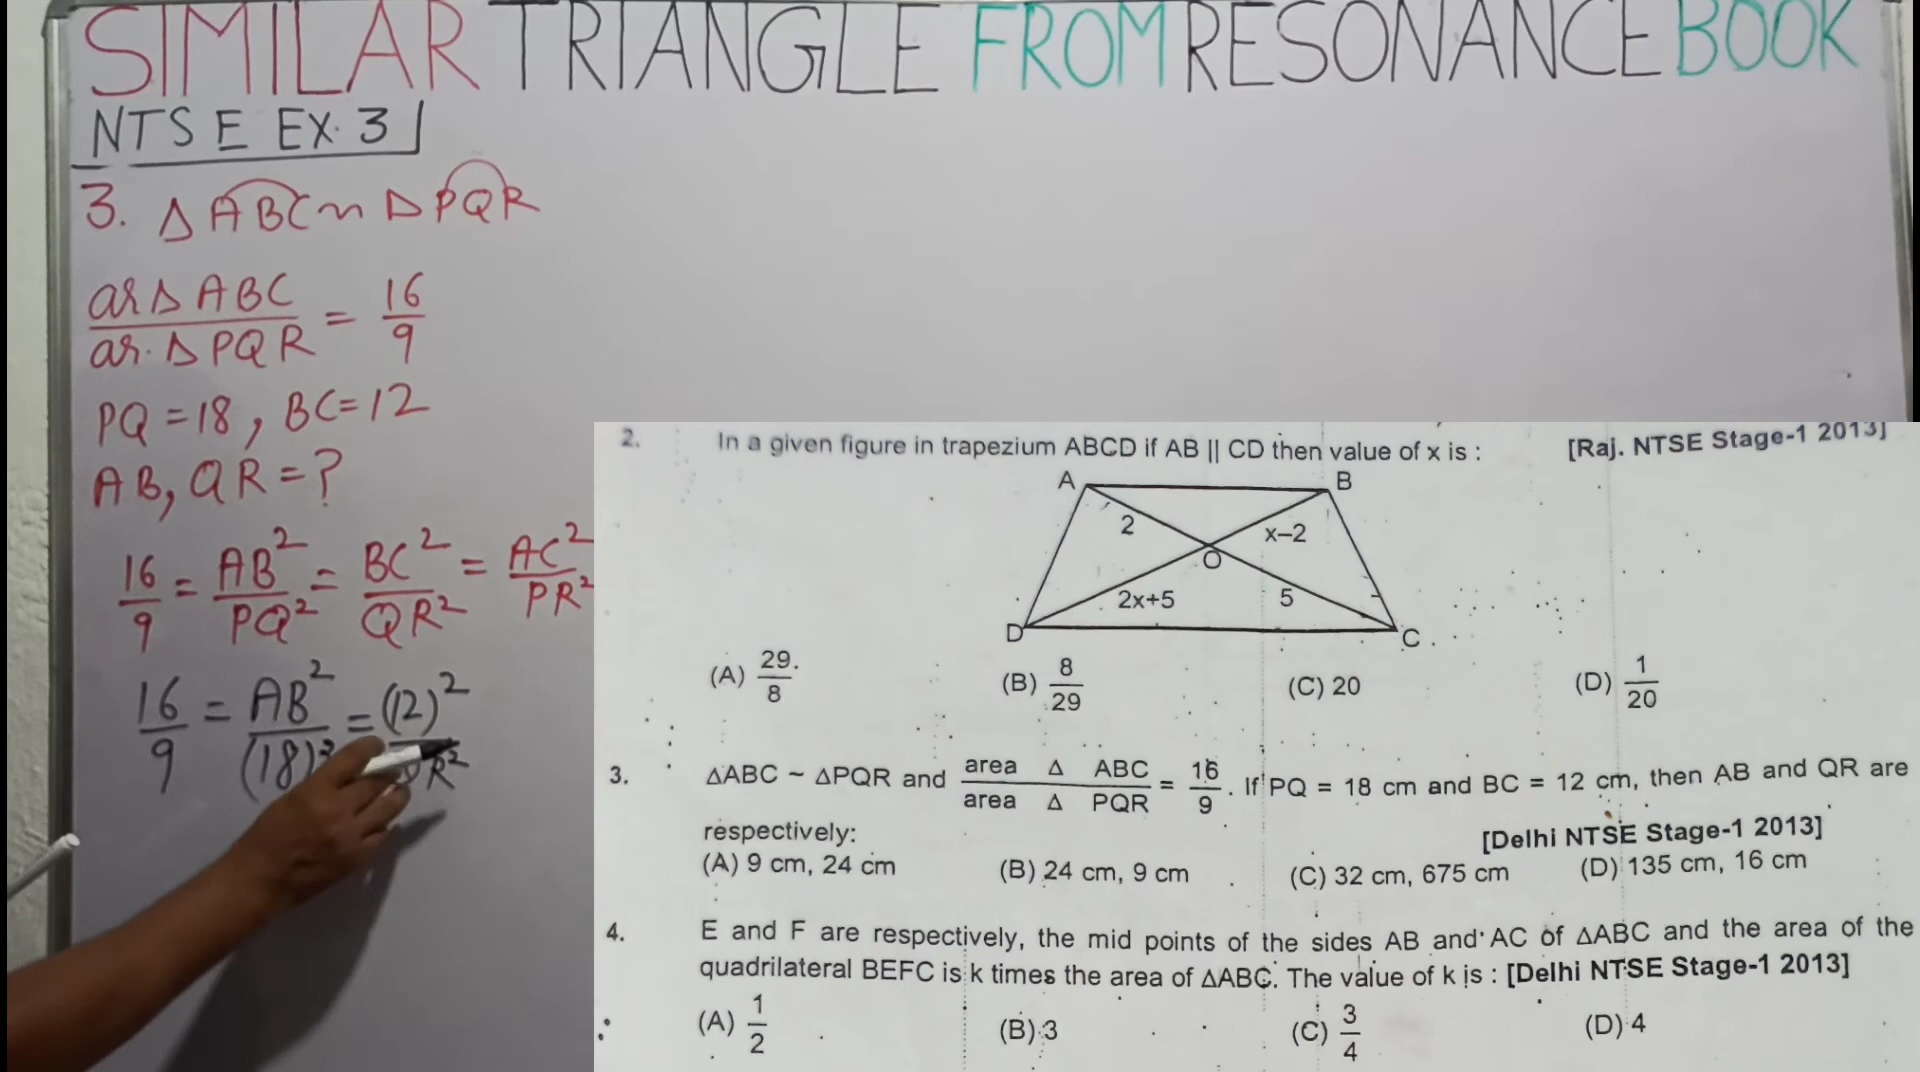 SIMILAR TRIANGLE FROM RESONANCE BOOK
NTSE EX. 3
3. Δ ABC ~ Δ PQR
ar Δ ABC / ar. Δ PQR = 16/9
PQ = 18, BC = 12
AB, QR = ?
16/9 = AB²/PQ² = BC²/QR² = AC²/PR²
16/9 = AB²/(18)² = (12)²/QR²
2. In a given figure in trapezium ABCD if AB || CD then value of x is : [Raj. NTSE Stage-1 2013]
A B
2 x–2
O
2x+5 5
D C
(A) 29/8 (B) 8/29 (C) 20 (D) 1/20
3. ΔABC ~ ΔPQR and area Δ ABC / area Δ PQR = 16/9 . If PQ = 18 cm and BC = 12 cm, then AB and QR are
respectively: [Delhi NTSE Stage-1 2013]
(A) 9 cm, 24 cm (B) 24 cm, 9 cm (C) 32 cm, 675 cm (D) 135 cm, 16 cm
4. E and F are respectively, the mid points of the sides AB and AC of ΔABC and the area of the
quadrilateral BEFC is k times the area of ΔABC. The value of k is : [Delhi NTSE Stage-1 2013]
(A) 1/2 (B) 3 (C) 3/4 (D) 4